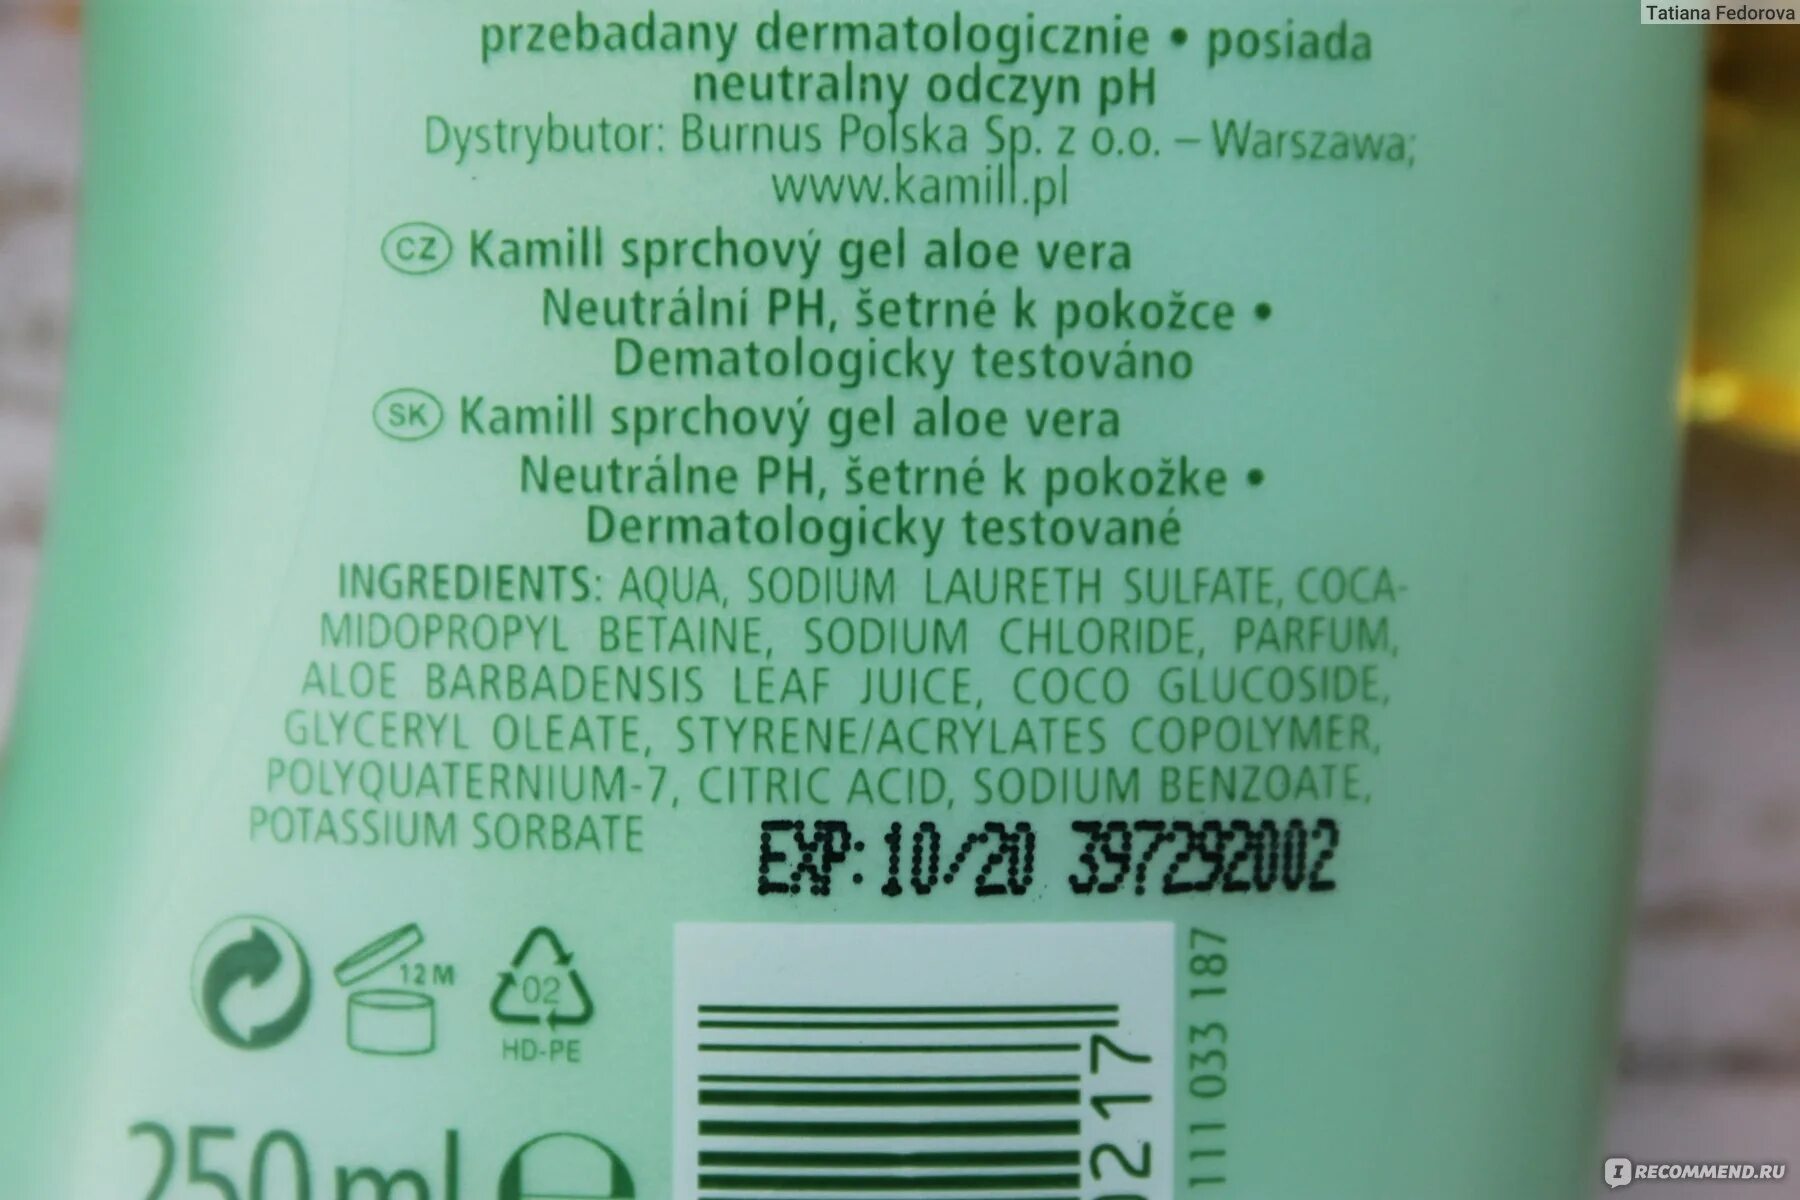 Tatiana Fedorova
przebadany dermatologicznie • posiada
neutralny odczyn pH
Dystrybutor: Burnus Polska Sp. z o.o. – Warszawa;
www.kamill.pl
CZ Kamill sprchový gel aloe vera
Neutrální PH, šetrné k pokožce •
Dematologicky testováno
SK Kamill sprchový gel aloe vera
Neutrálne PH, šetrné k pokožke •
Dermatologicky testované
INGREDIENTS: AQUA, SODIUM LAURETH SULFATE, COCA-
MIDOPROPYL BETAINE, SODIUM CHLORIDE, PARFUM,
ALOE BARBADENSIS LEAF JUICE, COCO GLUCOSIDE,
GLYCERYL OLEATE, STYRENE/ACRYLATES COPOLYMER,
POLYQUATERNIUM-7, CITRIC ACID, SODIUM BENZOATE,
POTASSIUM SORBATE
EXP: 10/20 397292002
12 M
02
HD-PE
250 ml e
0217
111 033 187
IRECOMMEND.RU